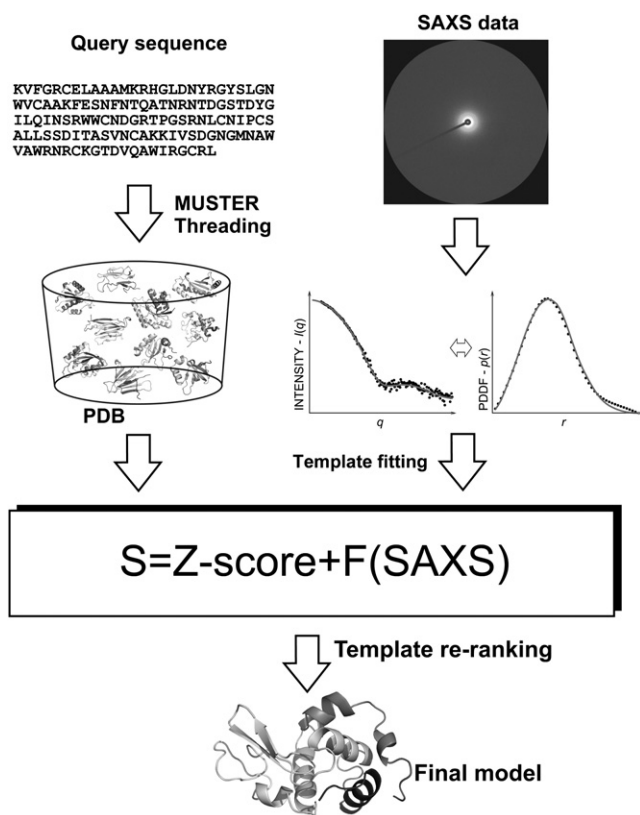 Query sequence
KVFGRCELAAAMKRHGLDNYRGYSLGN
WVCAAKFESNFNTQATNRNTDGSTDYG
ILQINSRWWCNDGRTPGSRNLCNIPCS
ALLSSDITASVNCAKKIVSDGNGMNAW
VAWRNRCKGTDVQAWIRGCRL
MUSTER
Threading
PDB
SAXS data
INTENSITY - I(q)
q
PDDF - p(r)
r
Template fitting
S=Z-score+F(SAXS)
Template re-ranking
Final model